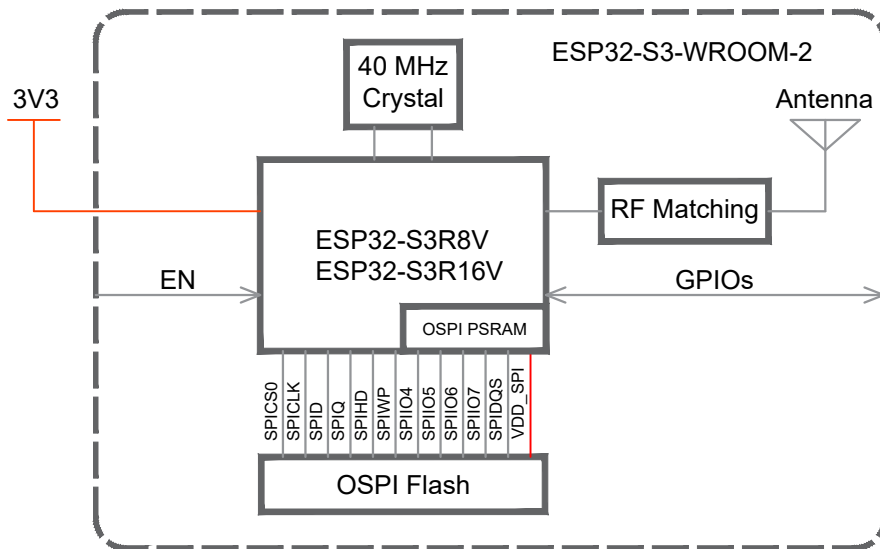 ESP32-S3-WROOM-2
40 MHz
Crystal
3V3
Antenna
RF Matching
ESP32-S3R8V
ESP32-S3R16V
EN
GPIOs
OSPI PSRAM
SPICS0
SPICLK
SPID
SPIQ
SPIHD
SPIWP
SPIIO4
SPIIO5
SPIIO6
SPIIO7
SPIDQS
VDD_SPI
OSPI Flash